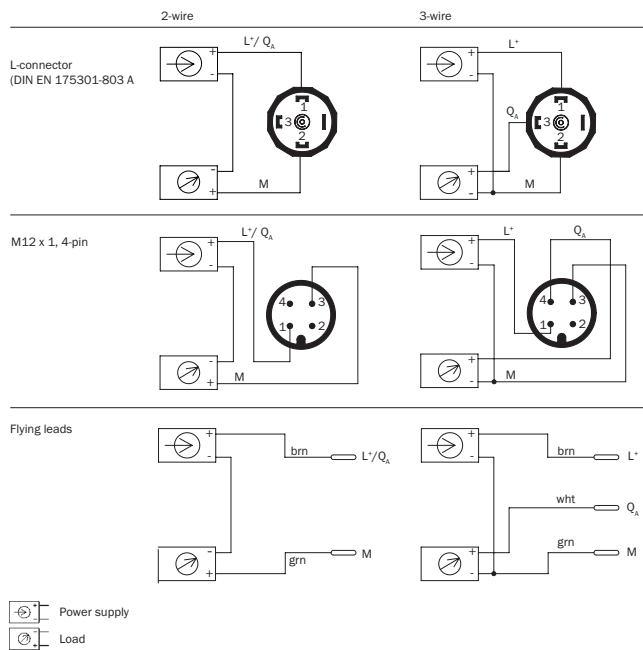 2-wire 3-wire
L-connector
(DIN EN 175301-803 A
L⁺/ Q_A
+
-
1
3
2
-
+
M
L⁺
+
-
Q_A
1
3
2
+
-
M
M12 x 1, 4-pin
L⁺/ Q_A
+
-
4 3
1 2
-
+
M
L⁺ Q_A
+
-
4 3
1 2
+
-
M
Flying leads
+
-
brn L⁺/Q_A
-
+
grn M
+
-
brn L⁺
wht Q_A
+
-
grn M
+
-
Power supply
-
+
Load